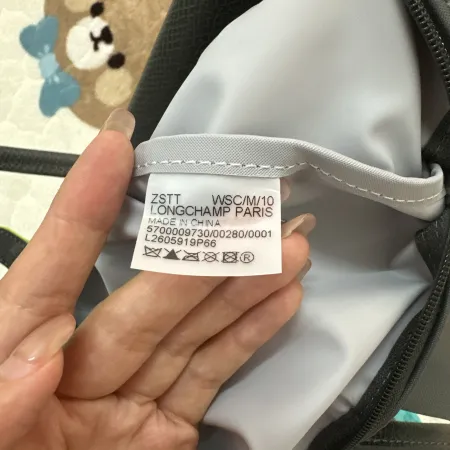 ZSTT WSC/M/10
LONGCHAMP PARIS
MADE IN CHINA
5700009730/00280/0001
L2605919P66
®